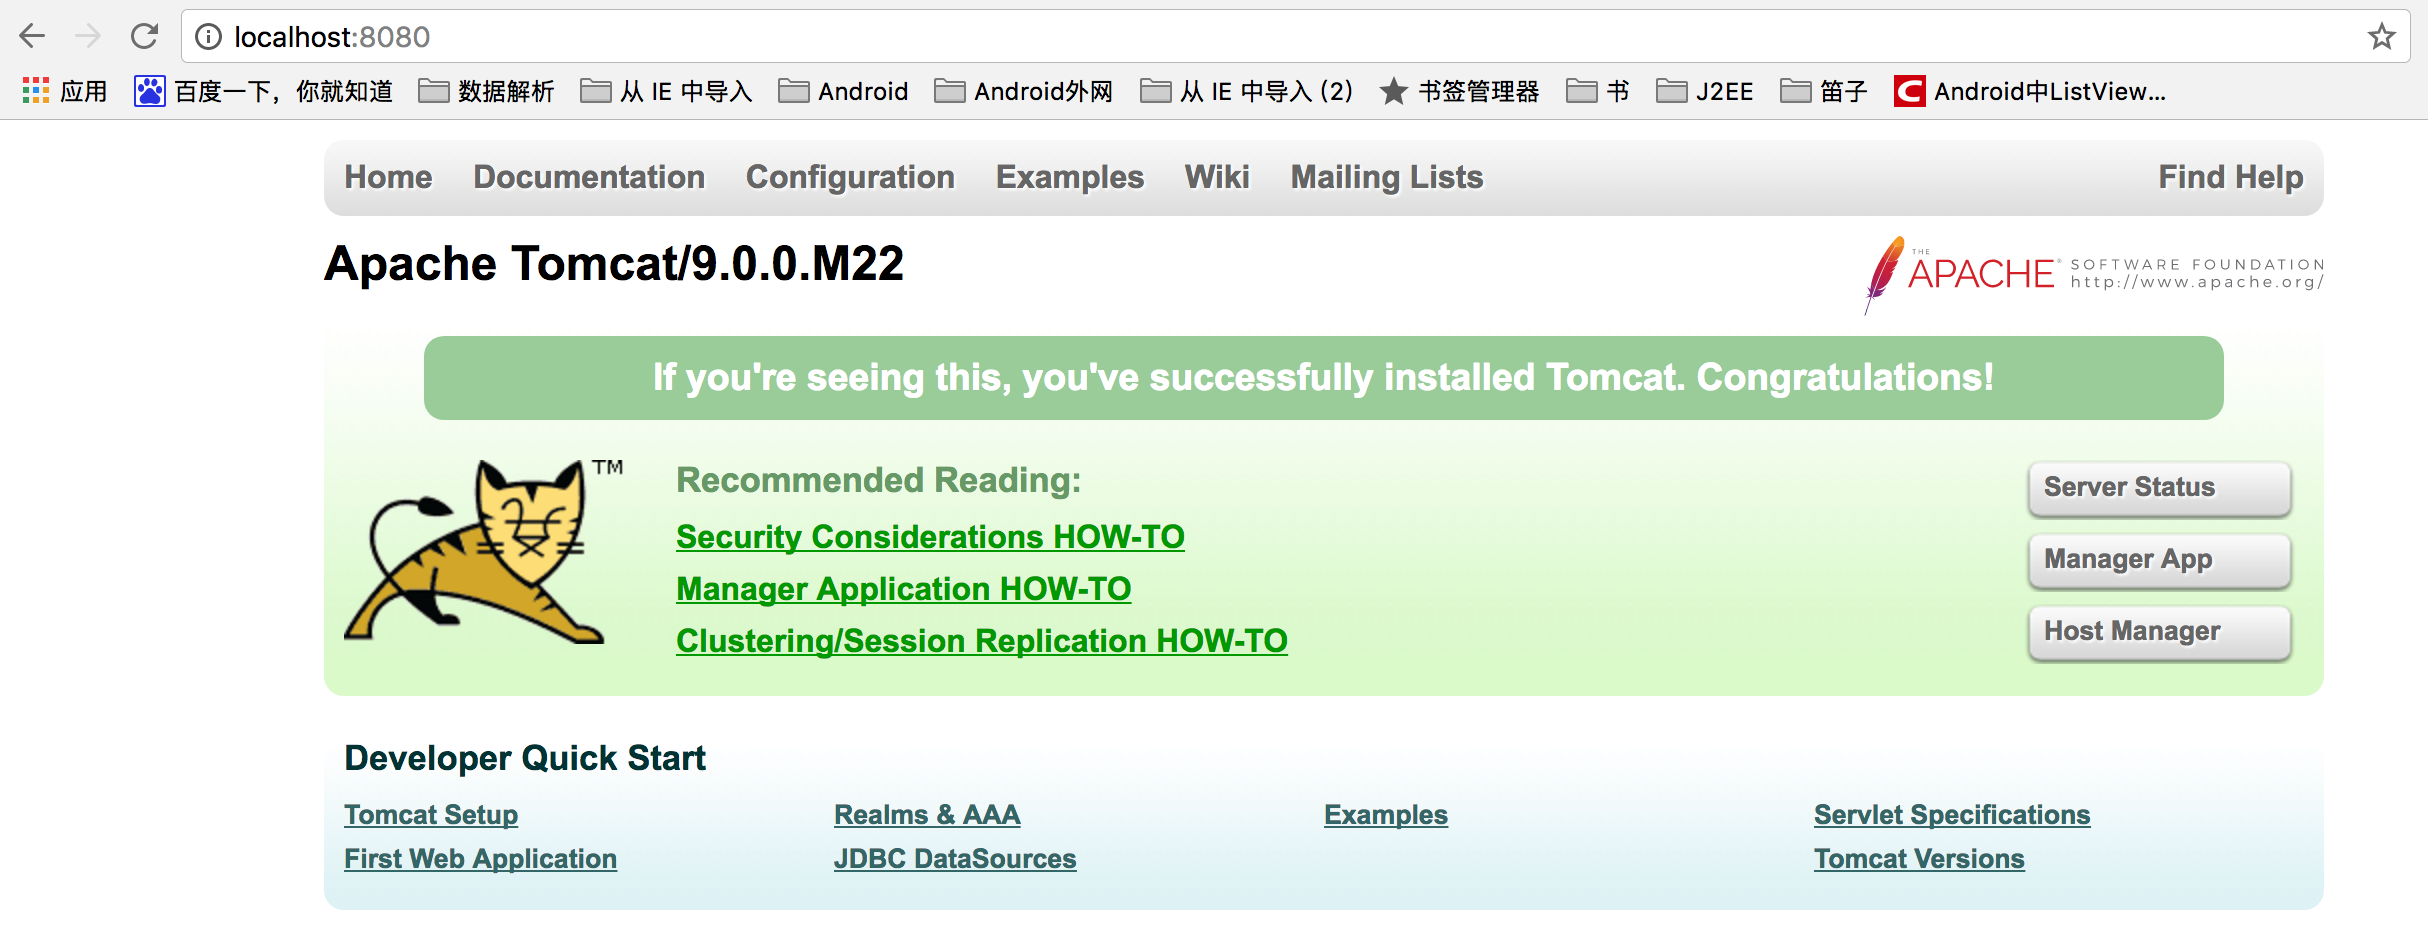 localhost:8080
应用 百度一下，你就知道 数据解析 从 IE 中导入 Android Android外网 从 IE 中导入 (2) 书签管理器 书 J2EE 笛子 Android中ListView...
Home Documentation Configuration Examples Wiki Mailing Lists Find Help
Apache Tomcat/9.0.0.M22
THE
APACHE® SOFTWARE FOUNDATION
http://www.apache.org/
If you're seeing this, you've successfully installed Tomcat. Congratulations!
TM
Recommended Reading:
Security Considerations HOW-TO
Manager Application HOW-TO
Clustering/Session Replication HOW-TO
Server Status
Manager App
Host Manager
Developer Quick Start
Tomcat Setup Realms & AAA Examples Servlet Specifications
First Web Application JDBC DataSources Tomcat Versions